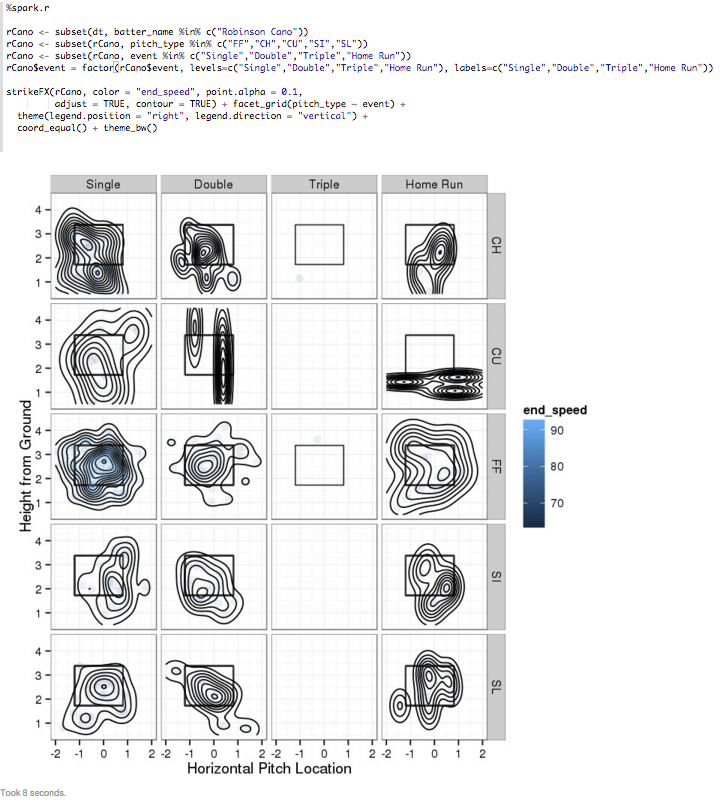 %spark.r
rCano <- subset(dt, batter_name %in% c("Robinson Cano"))
rCano <- subset(rCano, pitch_type %in% c("FF","CH","CU","SI","SL"))
rCano <- subset(rCano, event %in% c("Single","Double","Triple","Home Run"))
rCano$event = factor(rCano$event, levels=c("Single","Double","Triple","Home Run"), labels=c("Single","Double","Triple","Home Run"))
strikeFX(rCano, color = "end_speed", point.alpha = 0.1,
adjust = TRUE, contour = TRUE) + facet_grid(pitch_type ~ event) +
theme(legend.position = "right", legend.direction = "vertical") +
coord_equal() + theme_bw()
Single Double Triple Home Run
4
3
2
1
CH
4
3
2
1
CU
4
3
2
1
FF
4
3
2
1
SI
4
3
2
1
SL
Height from Ground
-2 -1 0 1 2 -2 -1 0 1 2 -2 -1 0 1 2 -2 -1 0 1 2
Horizontal Pitch Location
end_speed
90
80
70
Took 8 seconds.